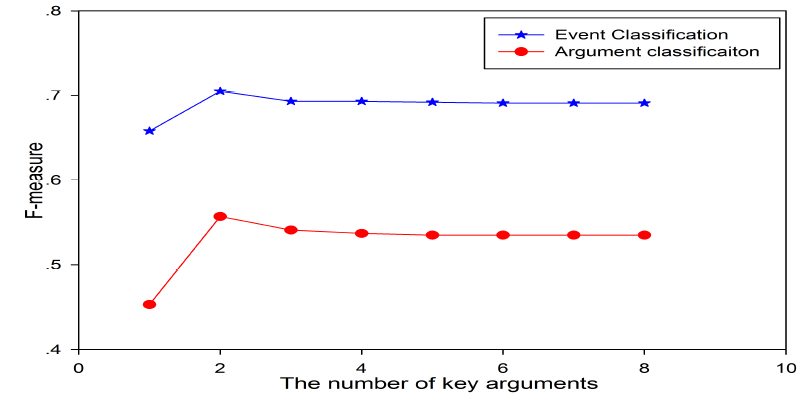 .8
Event Classification
Argument classificaiton
.7
.6
.5
.4
F-measure
0 2 4 6 8 10
The number of key arguments